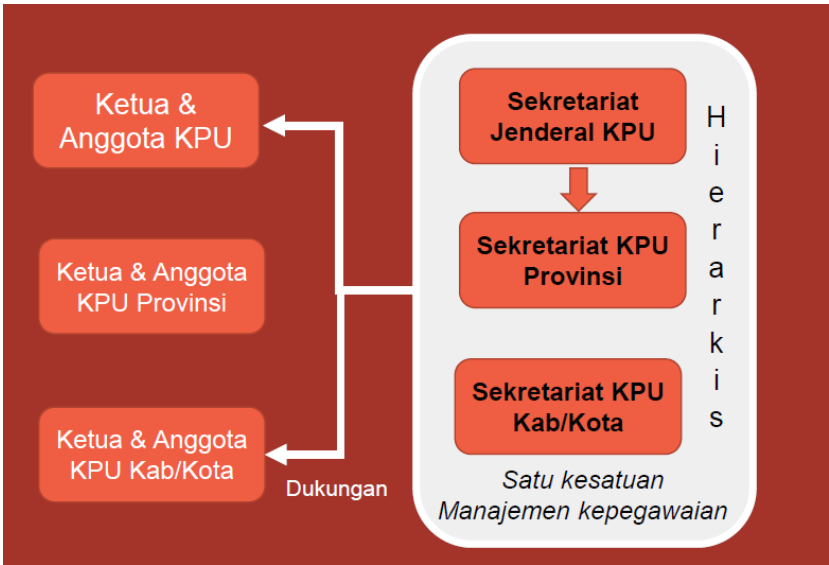 Ketua &
Anggota KPU
Ketua & Anggota
KPU Provinsi
Ketua & Anggota
KPU Kab/Kota
Dukungan
Sekretariat
Jenderal KPU
Sekretariat KPU
Provinsi
Sekretariat KPU
Kab/Kota
Satu kesatuan
Manajemen kepegawaian
H
i
e
r
a
r
k
i
s